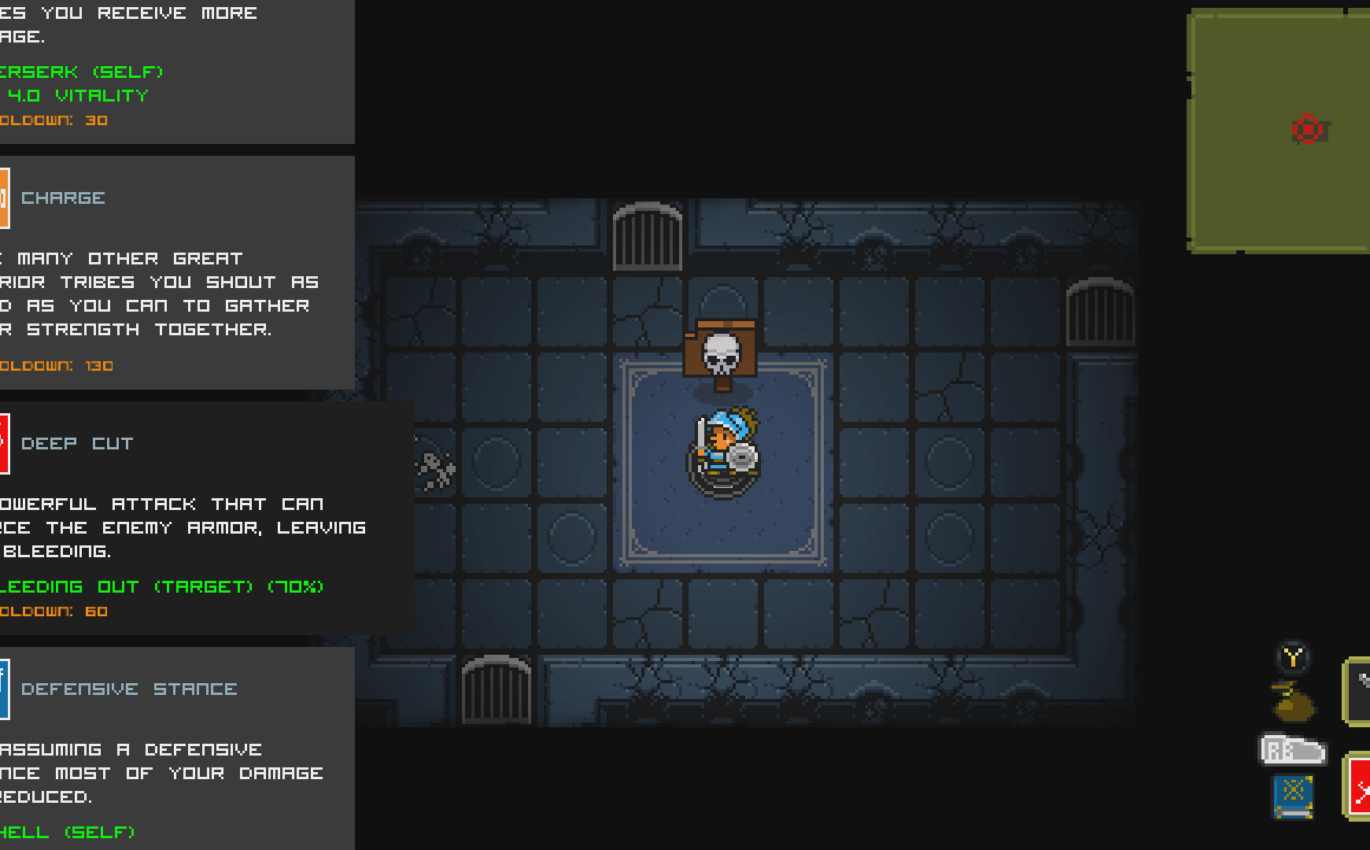 ES YOU RECEIVE MORE
AGE.
ERSERK (SELF)
4.0 VITALITY
OLDOWN: 30
CHARGE
MANY OTHER GREAT
RIOR TRIBES YOU SHOUT AS
D AS YOU CAN TO GATHER
R STRENGTH TOGETHER.
OLDOWN: 130
DEEP CUT
OWERFUL ATTACK THAT CAN
RCE THE ENEMY ARMOR, LEAVING
BLEEDING.
LEEDING OUT (TARGET) (70%)
OLDOWN: 60
DEFENSIVE STANCE
ASSUMING A DEFENSIVE
NCE MOST OF YOUR DAMAGE
REDUCED.
HELL (SELF)
Y
RB